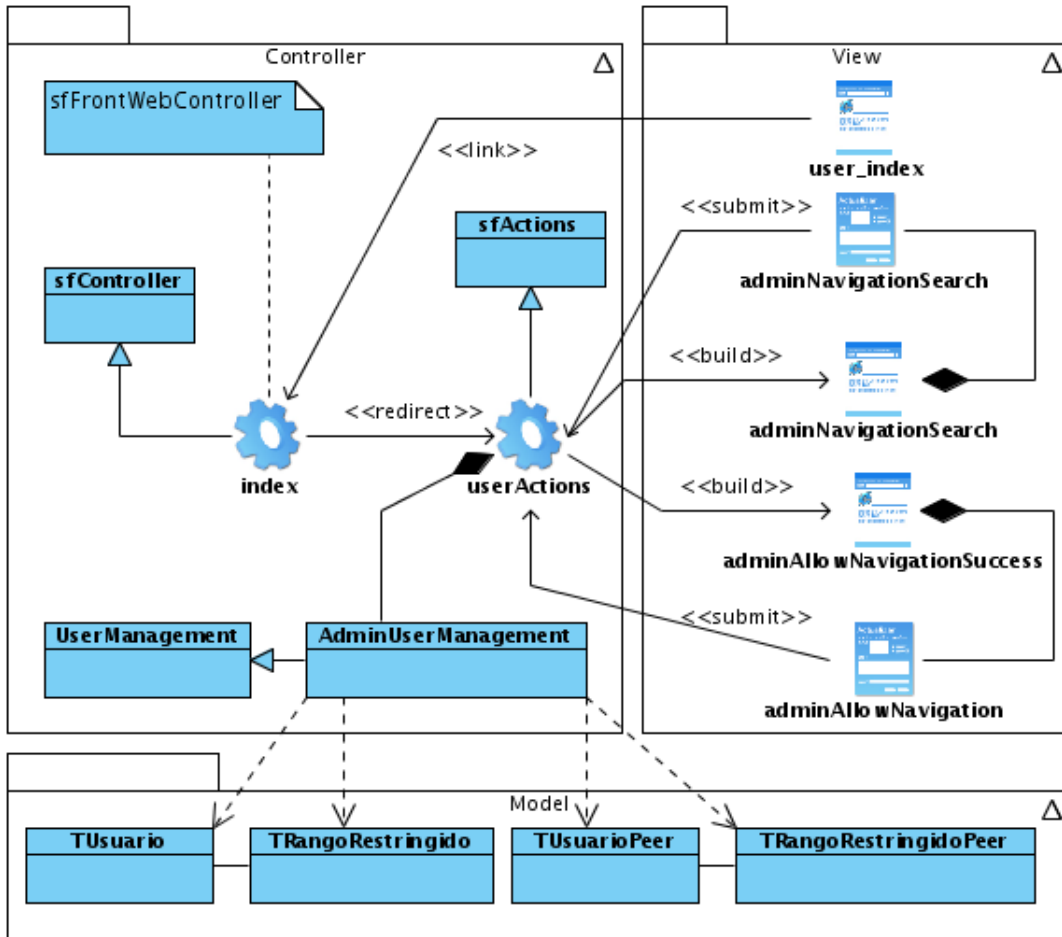 Controller
View
sfFrontWebController
<<link>>
user_index
<<submit>>
sfActions
sfController
adminNavigationSearch
<<build>>
<<redirect>>
adminNavigationSearch
index
userActions
<<build>>
adminAllowNavigationSuccess
<<submit>>
UserManagement
AdminUserManagement
adminAllowNavigation
Model
TUsuario
TRangoRestringido
TUsuarioPeer
TRangoRestringidoPeer